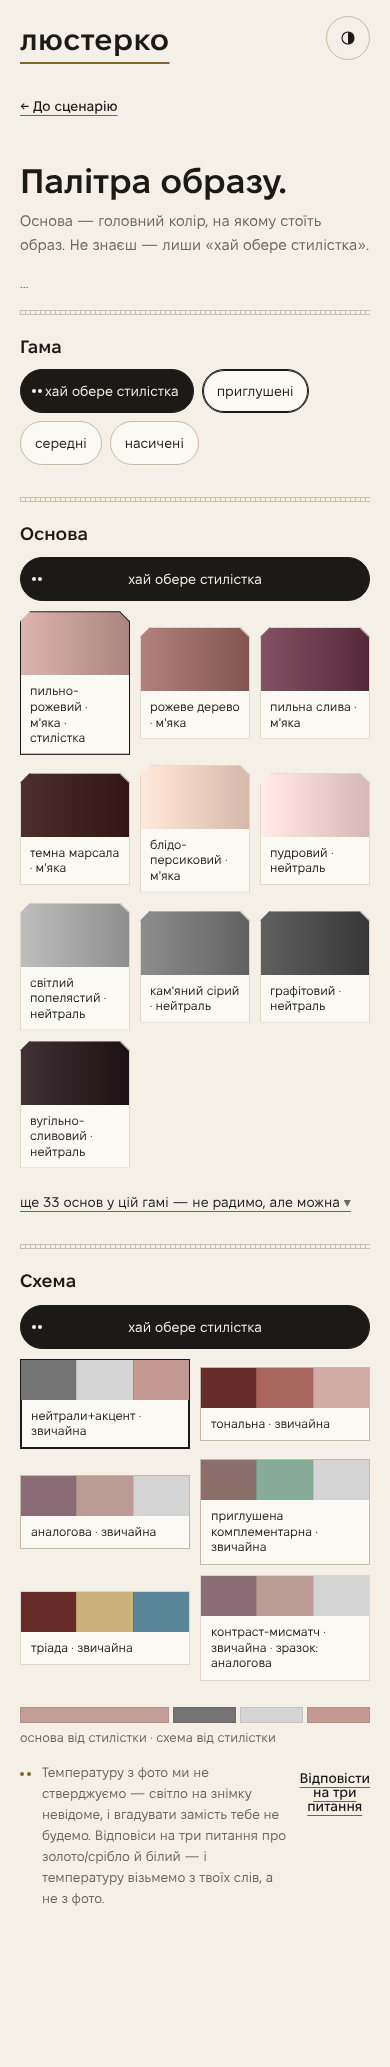 люстерко
← До сценарію
Палітра образу.
Основа — головний колір, на якому стоїть
образ. Не знаєш — лиши «хай обере стилістка».
...
Гама
хай обере стилістка
приглушені
середні
насичені
Основа
хай обере стилістка
пильно-
рожевий ·
м'яка ·
стилістка
рожеве дерево
· м'яка
пильна слива ·
м'яка
темна марсала
· м'яка
блідо-
персиковий ·
м'яка
пудровий ·
нейтраль
світлий
попелястий ·
нейтраль
кам'яний сірий
· нейтраль
графітовий ·
нейтраль
вугільно-
сливовий ·
нейтраль
ще 33 основ у цій гамі — не радимо, але можна ▾
Схема
хай обере стилістка
нейтрали+акцент ·
звичайна
тональна · звичайна
аналогова · звичайна
приглушена
комплементарна ·
звичайна
тріада · звичайна
контраст-мисматч ·
звичайна · зразок:
аналогова
основа від стилістки · схема від стилістки
Температуру з фото ми не
стверджуємо — світло на знімку
невідоме, і вгадувати замість тебе не
будемо. Відповіси на три питання про
золото/срібло й білий — і
температуру візьмемо з твоїх слів, а
не з фото.
Відповісти
на три
питання